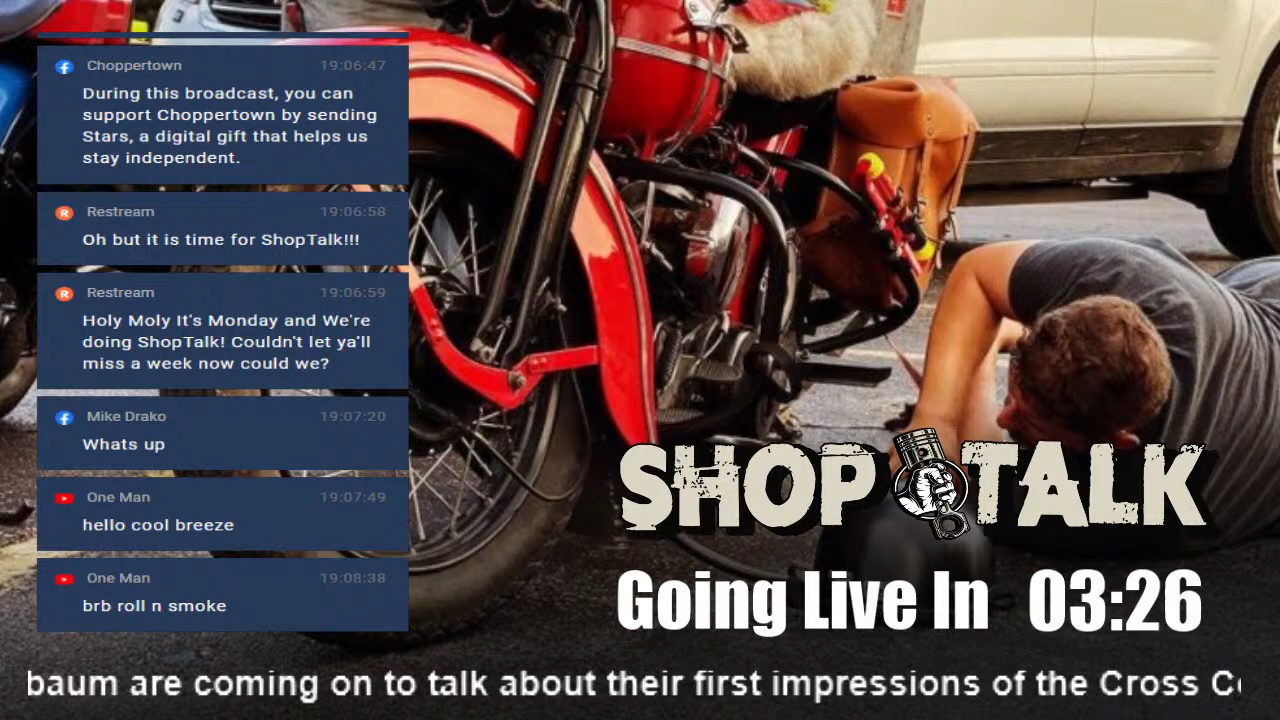 Choppertown 19:06:47
During this broadcast, you can
support Choppertown by sending
Stars, a digital gift that helps us
stay independent.
Restream 19:06:58
Oh but it is time for ShopTalk!!!
Restream 19:06:59
Holy Moly It's Monday and We're
doing ShopTalk! Couldn't let ya'll
miss a week now could we?
Mike Drako 19:07:20
Whats up
One Man 19:07:49
hello cool breeze
One Man 19:08:38
brb roll n smoke
SHOP TALK
Going Live In 03:26
baum are coming on to talk about their first impressions of the Cross